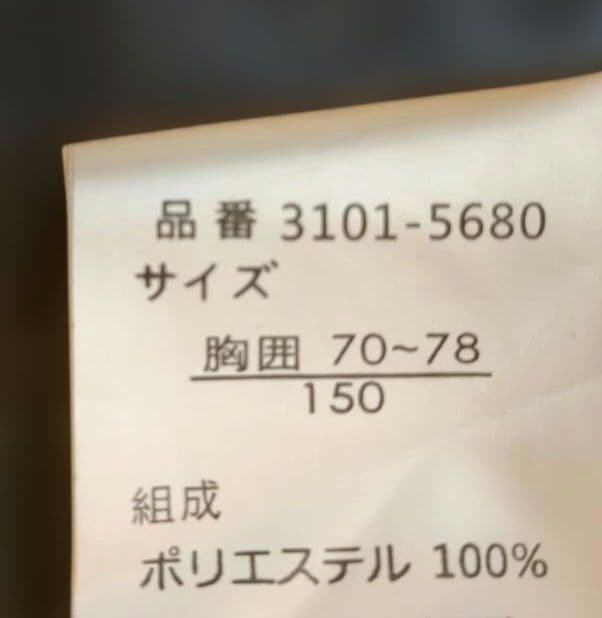 品番 3101-5680
サイズ
胸囲 70~78
150
組成
ポリエステル 100%